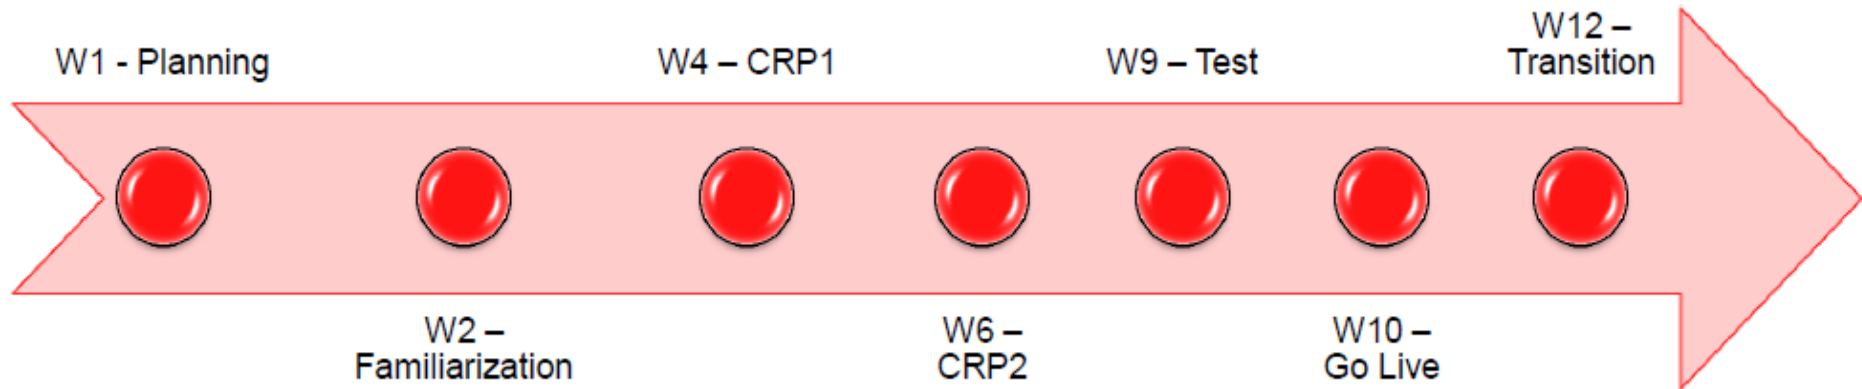 W1 - Planning
W2 –
Familiarization
W4 – CRP1
W6 –
CRP2
W9 – Test
W10 –
Go Live
W12 –
Transition